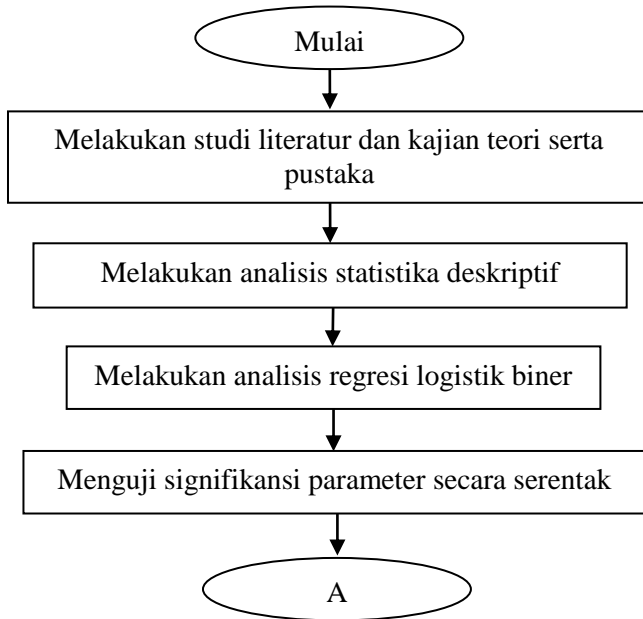 Mulai
Melakukan studi literatur dan kajian teori serta
pustaka
Melakukan analisis statistika deskriptif
Melakukan analisis regresi logistik biner
Menguji signifikansi parameter secara serentak
A